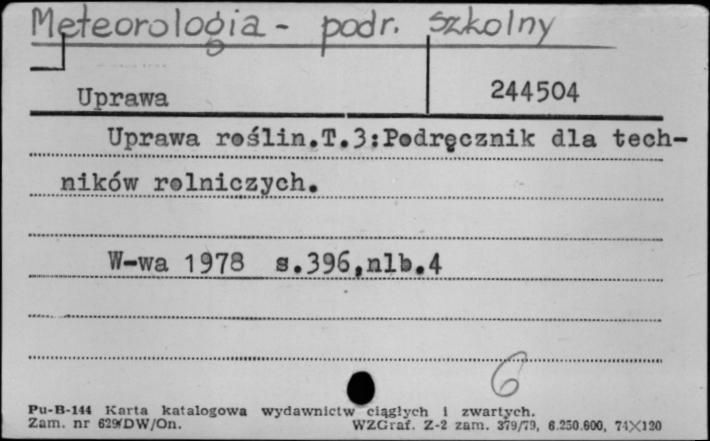 Meteorologia - podr. szkolny
Uprawa 244504
Uprawa roślin.T.3:Podręcznik dla tech-
ników rolniczych.
W-wa 1978 s.396,nlb.4
6
Pu-B-144 Karta katalogowa wydawnictw ciągłych i zwartych.
Zam. nr 629/DW/On. WZGraf. Z-2 zam. 379/79, 6.250.600, 74X120